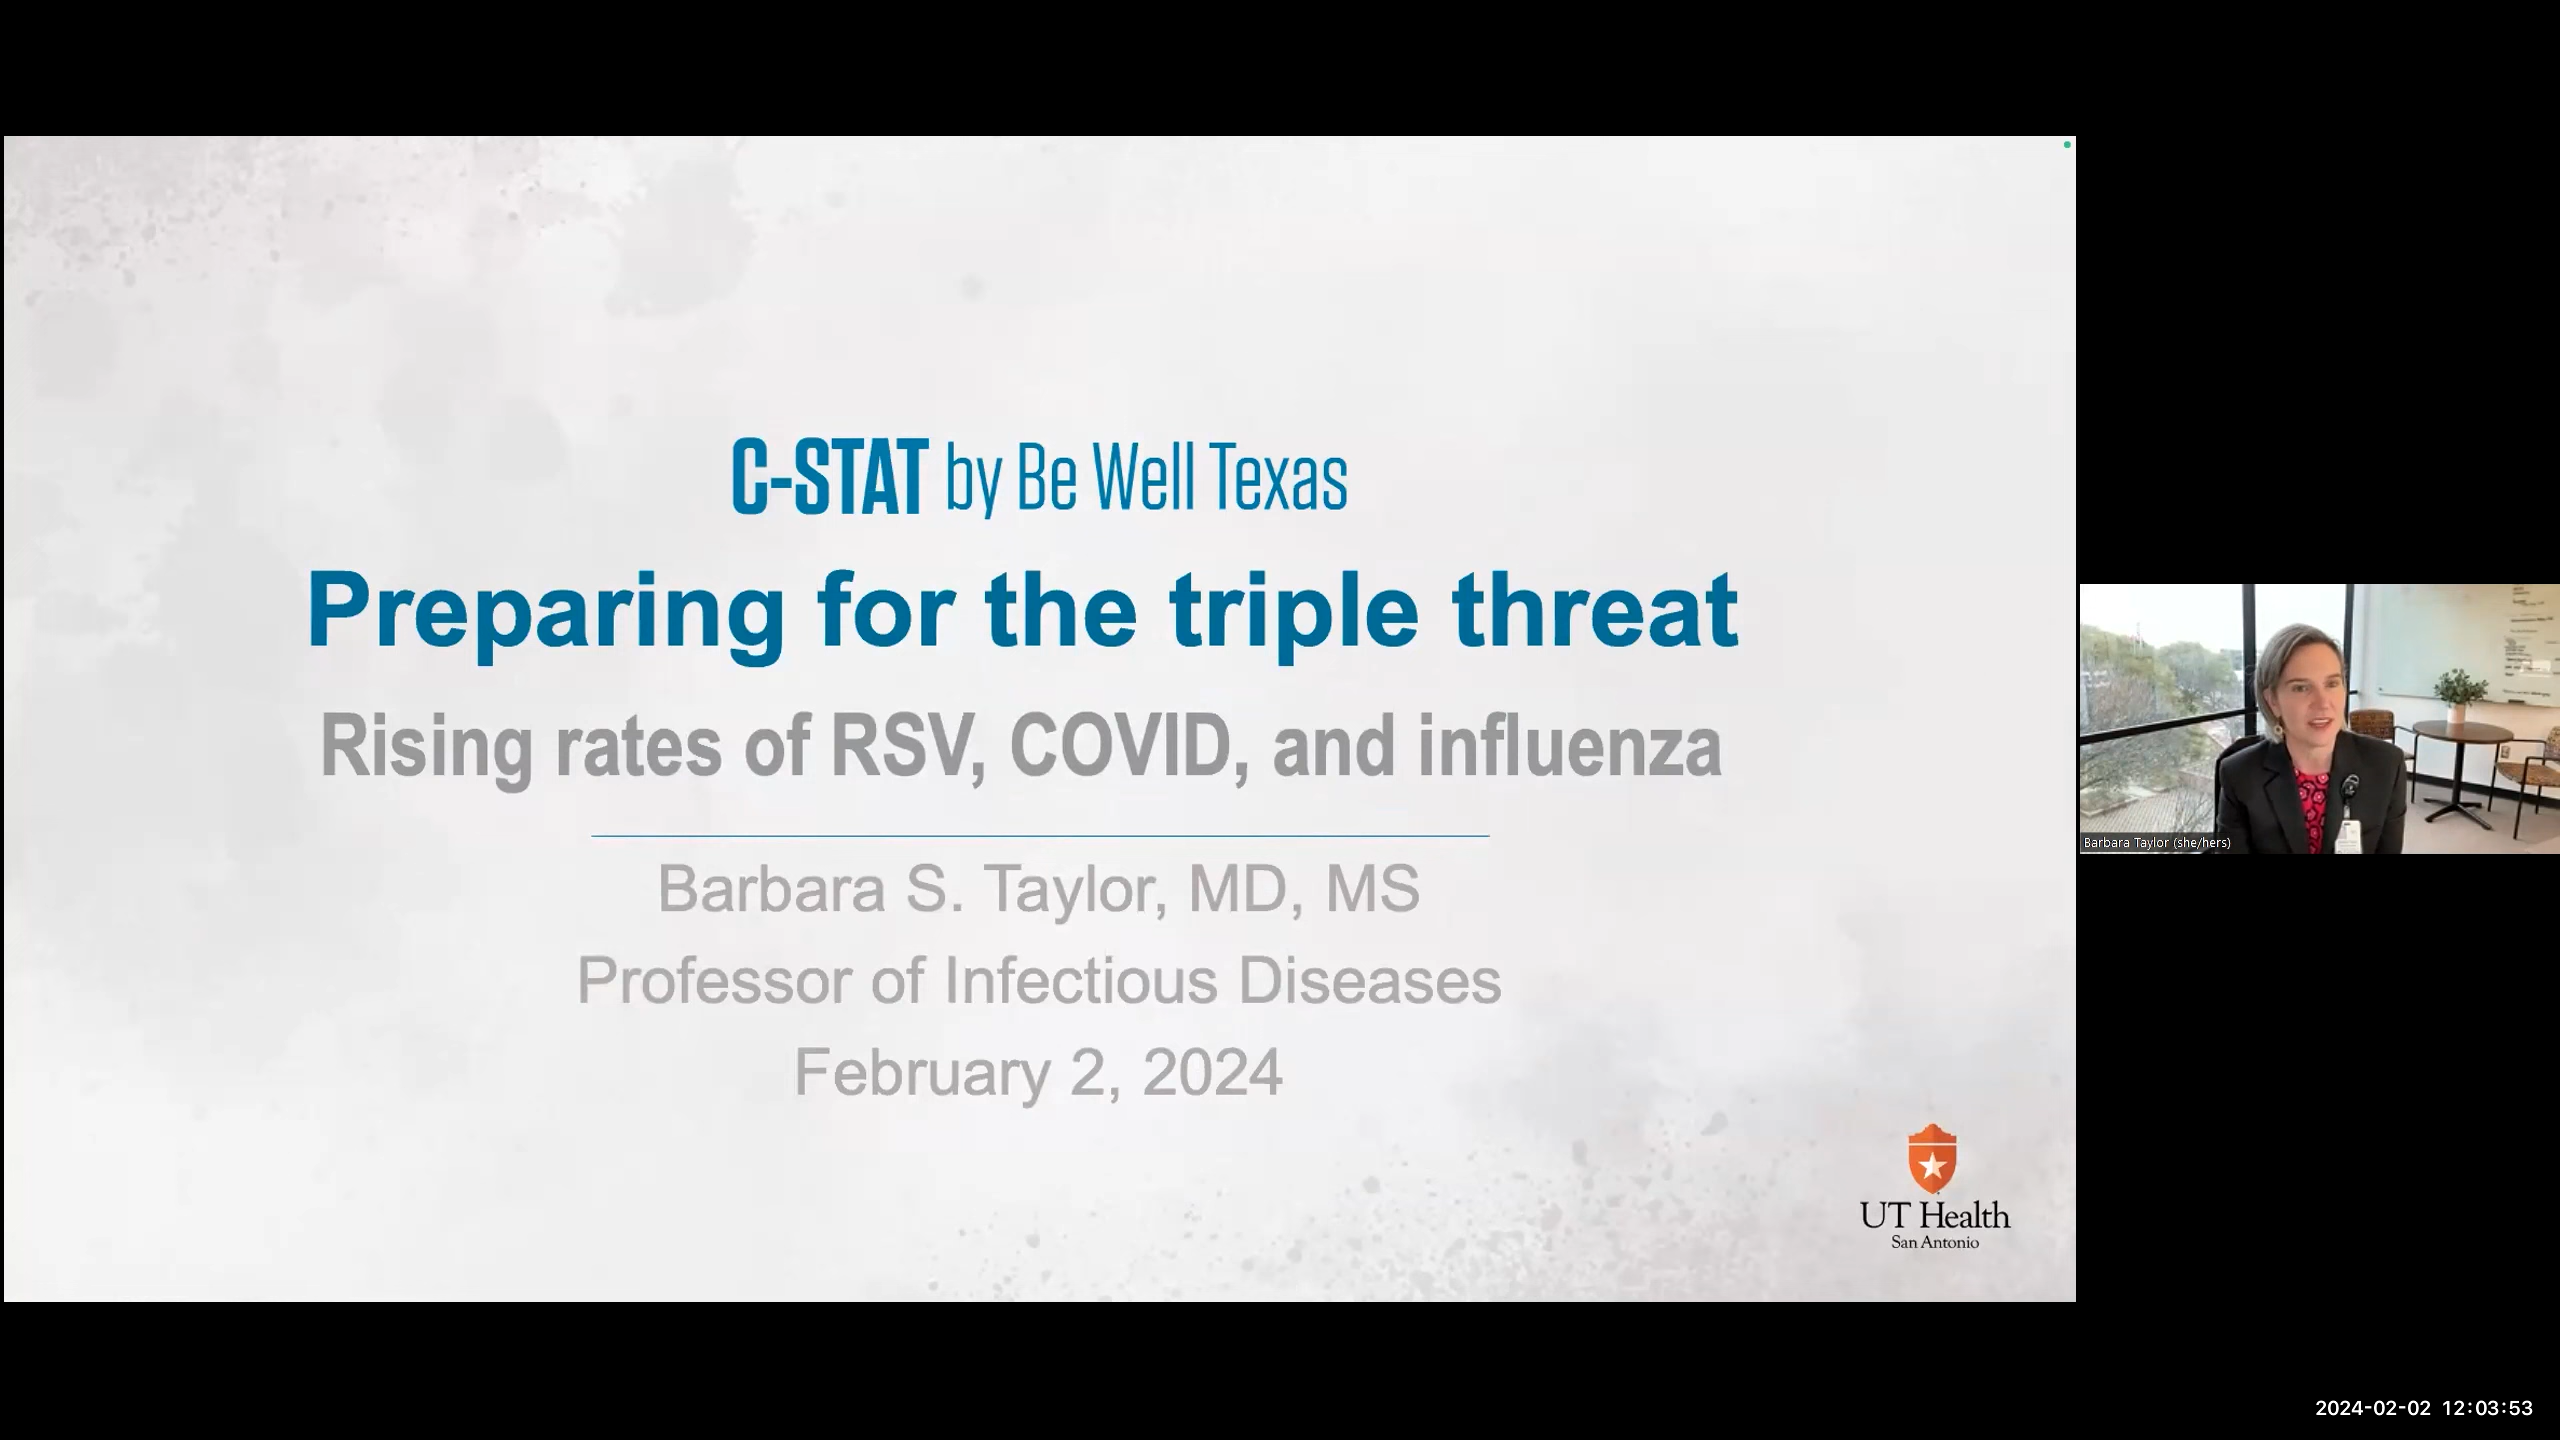 C-STAT by Be Well Texas
Preparing for the triple threat
Rising rates of RSV, COVID, and influenza
Barbara S. Taylor, MD, MS
Professor of Infectious Diseases
February 2, 2024
UT Health
San Antonio
Barbara Taylor (she/hers)
2024-02-02 12:03:53